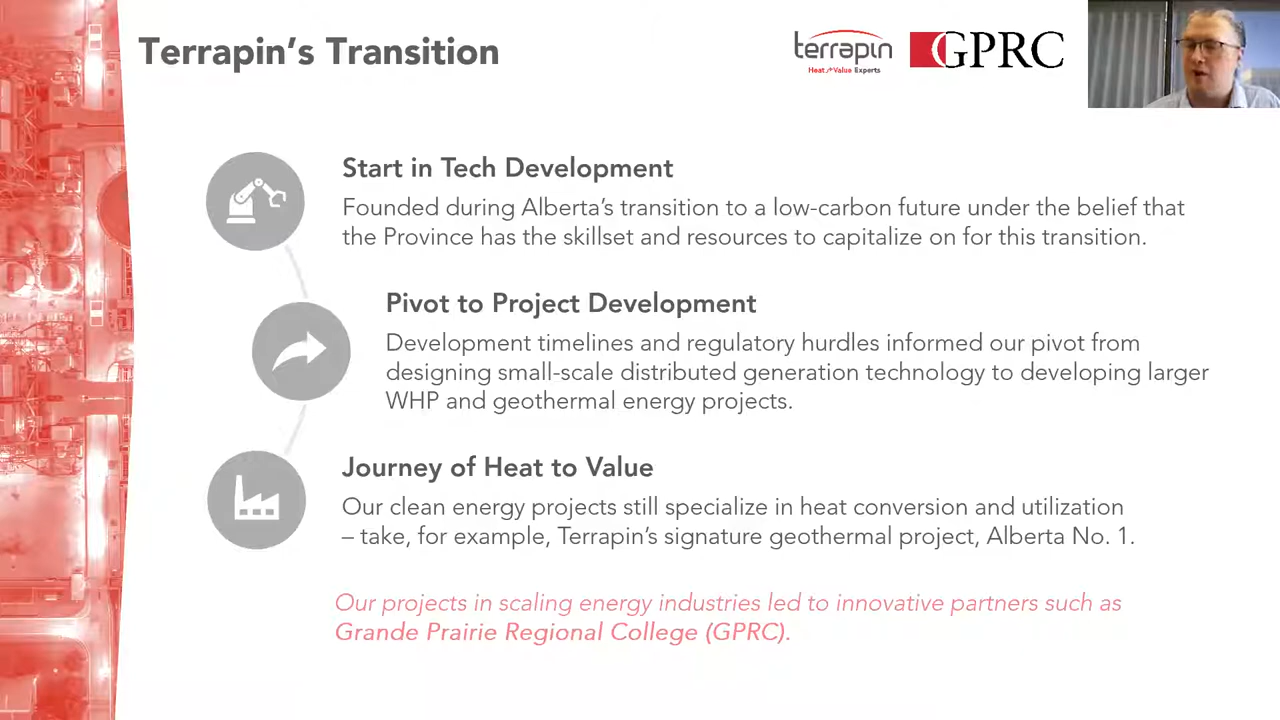 Terrapin's Transition
terrapin
Heat to Value Experts
GPRC
Start in Tech Development
Founded during Alberta's transition to a low-carbon future under the belief that
the Province has the skillset and resources to capitalize on for this transition.
Pivot to Project Development
Development timelines and regulatory hurdles informed our pivot from
designing small-scale distributed generation technology to developing larger
WHP and geothermal energy projects.
Journey of Heat to Value
Our clean energy projects still specialize in heat conversion and utilization
– take, for example, Terrapin's signature geothermal project, Alberta No. 1.
Our projects in scaling energy industries led to innovative partners such as
Grande Prairie Regional College (GPRC).